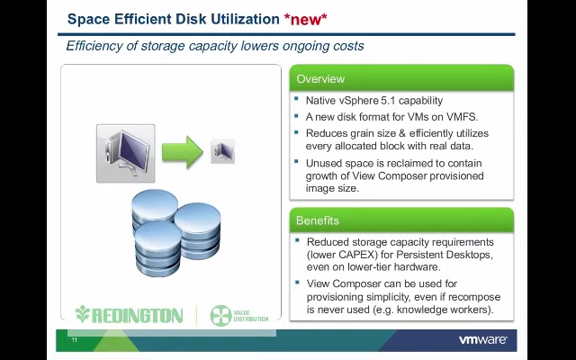 Space Efficient Disk Utilization *new*
Efficiency of storage capacity lowers ongoing costs
Overview
Native vSphere 5.1 capability
A new disk format for VMs on VMFS.
Reduces grain size & efficiently utilizes
every allocated block with real data.
Unused space is reclaimed to contain
growth of View Composer provisioned
image size.
Benefits
Reduced storage capacity requirements
(lower CAPEX) for Persistent Desktops,
even on lower-tier hardware.
View Composer can be used for
provisioning simplicity, even if recompose
is never used (e.g. knowledge workers).
REDINGTON
VALUE
DISTRIBUTION
11
vmware